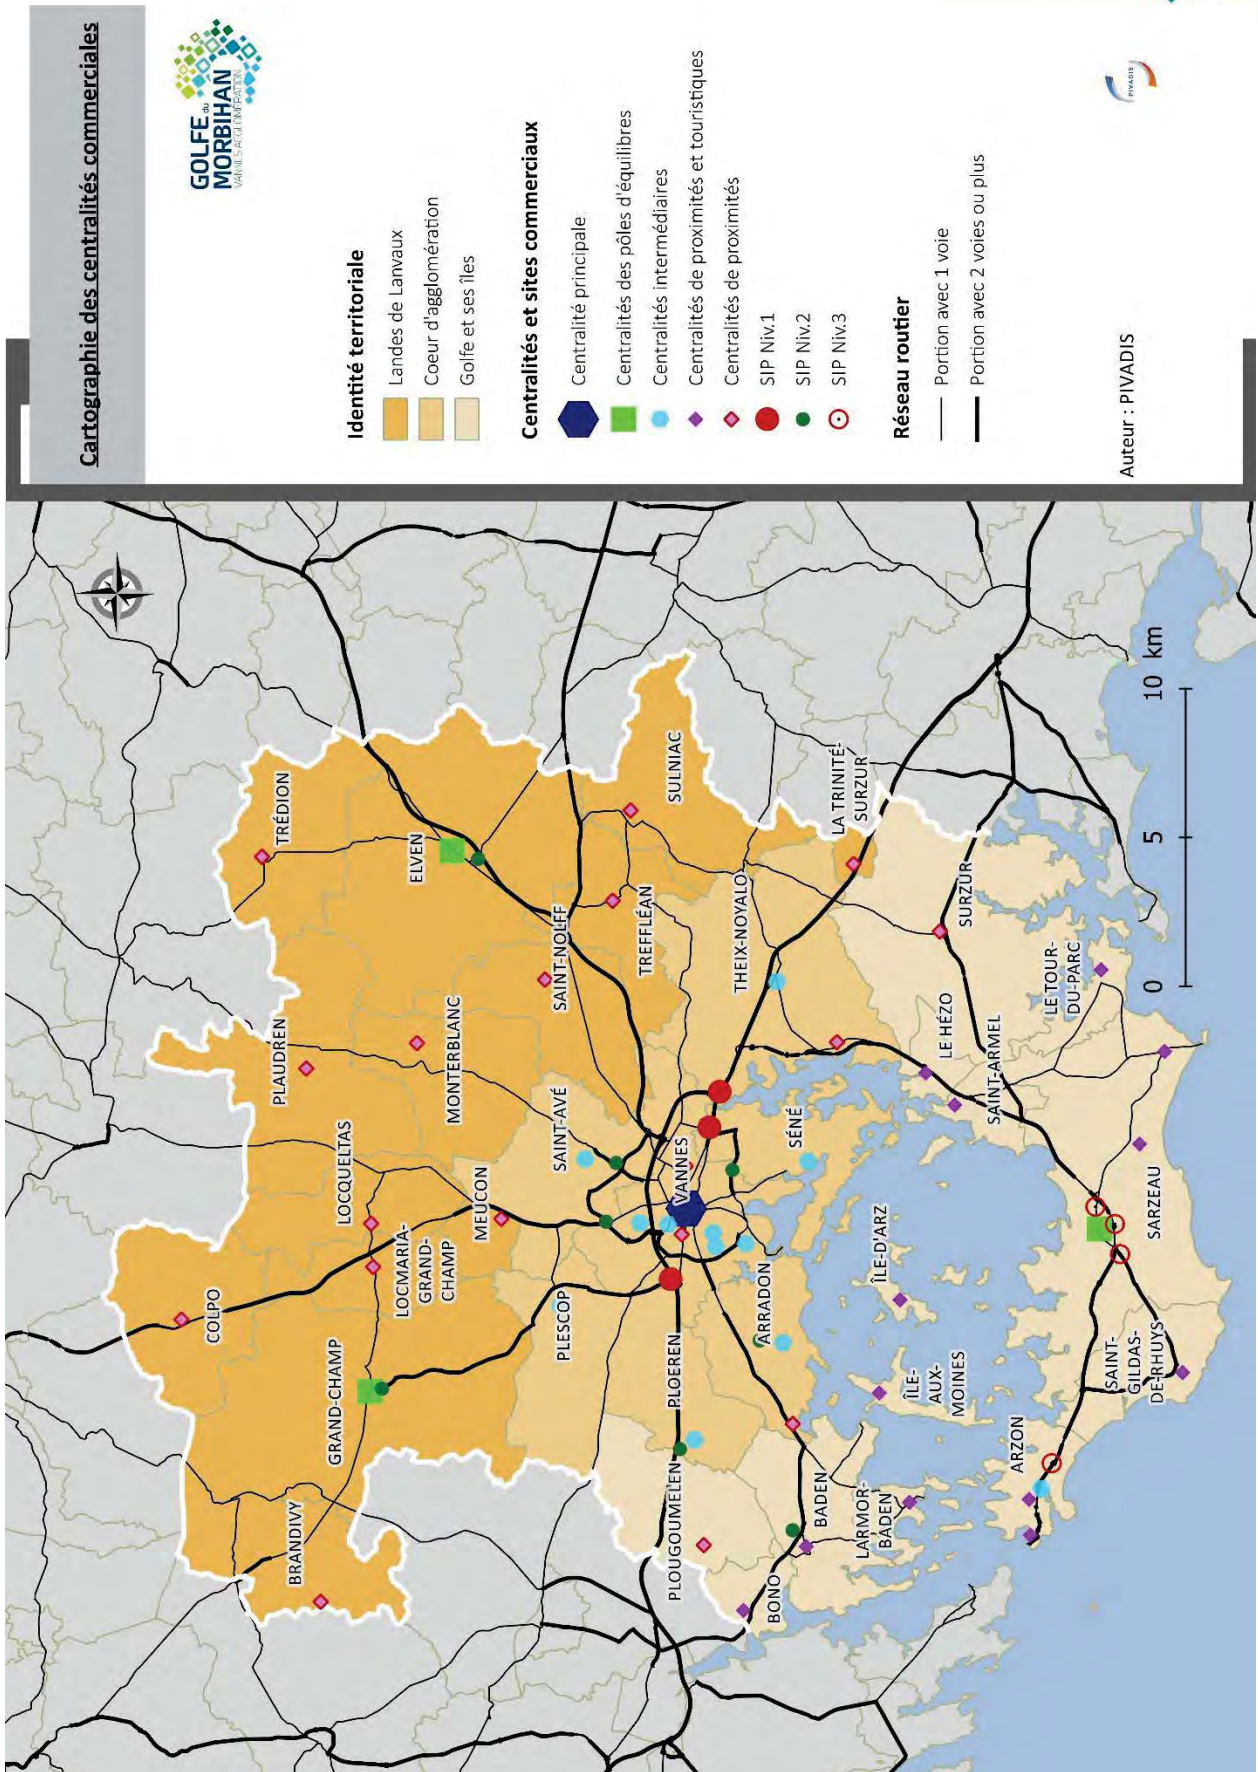 Cartographie des centralités commerciales
GOLFE du
MORBIHAN
VANNES AGGLOMÉRATION
Identité territoriale
Landes de Lanvaux
Coeur d'agglomération
Golfe et ses îles
Centralités et sites commerciaux
Centralité principale
Centralités des pôles d'équilibres
Centralités intermédiaires
Centralités de proximités et touristiques
Centralités de proximités
SIP Niv.1
SIP Niv.2
SIP Niv.3
Réseau routier
Portion avec 1 voie
Portion avec 2 voies ou plus
Auteur : PIVADIS
PIVADIS
TRÉDION
COLPO
PLAUDREN
BRANDIVY
GRAND-CHAMP
LOCQUELTAS
LOCMARIA-
GRAND-
CHAMP
ELVEN
MONTERBLANC
MEUCON
SAINT-NOLFF
SAINT-AVÉ
PLESCOP
TREFFLÉAN
SULNIAC
VANNES
PLOEREN
PLOUGOUMELEN
THEIX-NOYALO
ARRADON
SÉNÉ
BONO
BADEN
LA TRINITÉ-
SURZUR
LARMOR-
BADEN
ÎLE-D'ARZ
ÎLE-
AUX-
MOINES
LE HÉZO
SURZUR
SAINT-ARMEL
ARZON
LE TOUR-
DU-PARC
SAINT-
GILDAS-
DE-RHUYS
SARZEAU
0 5 10 km